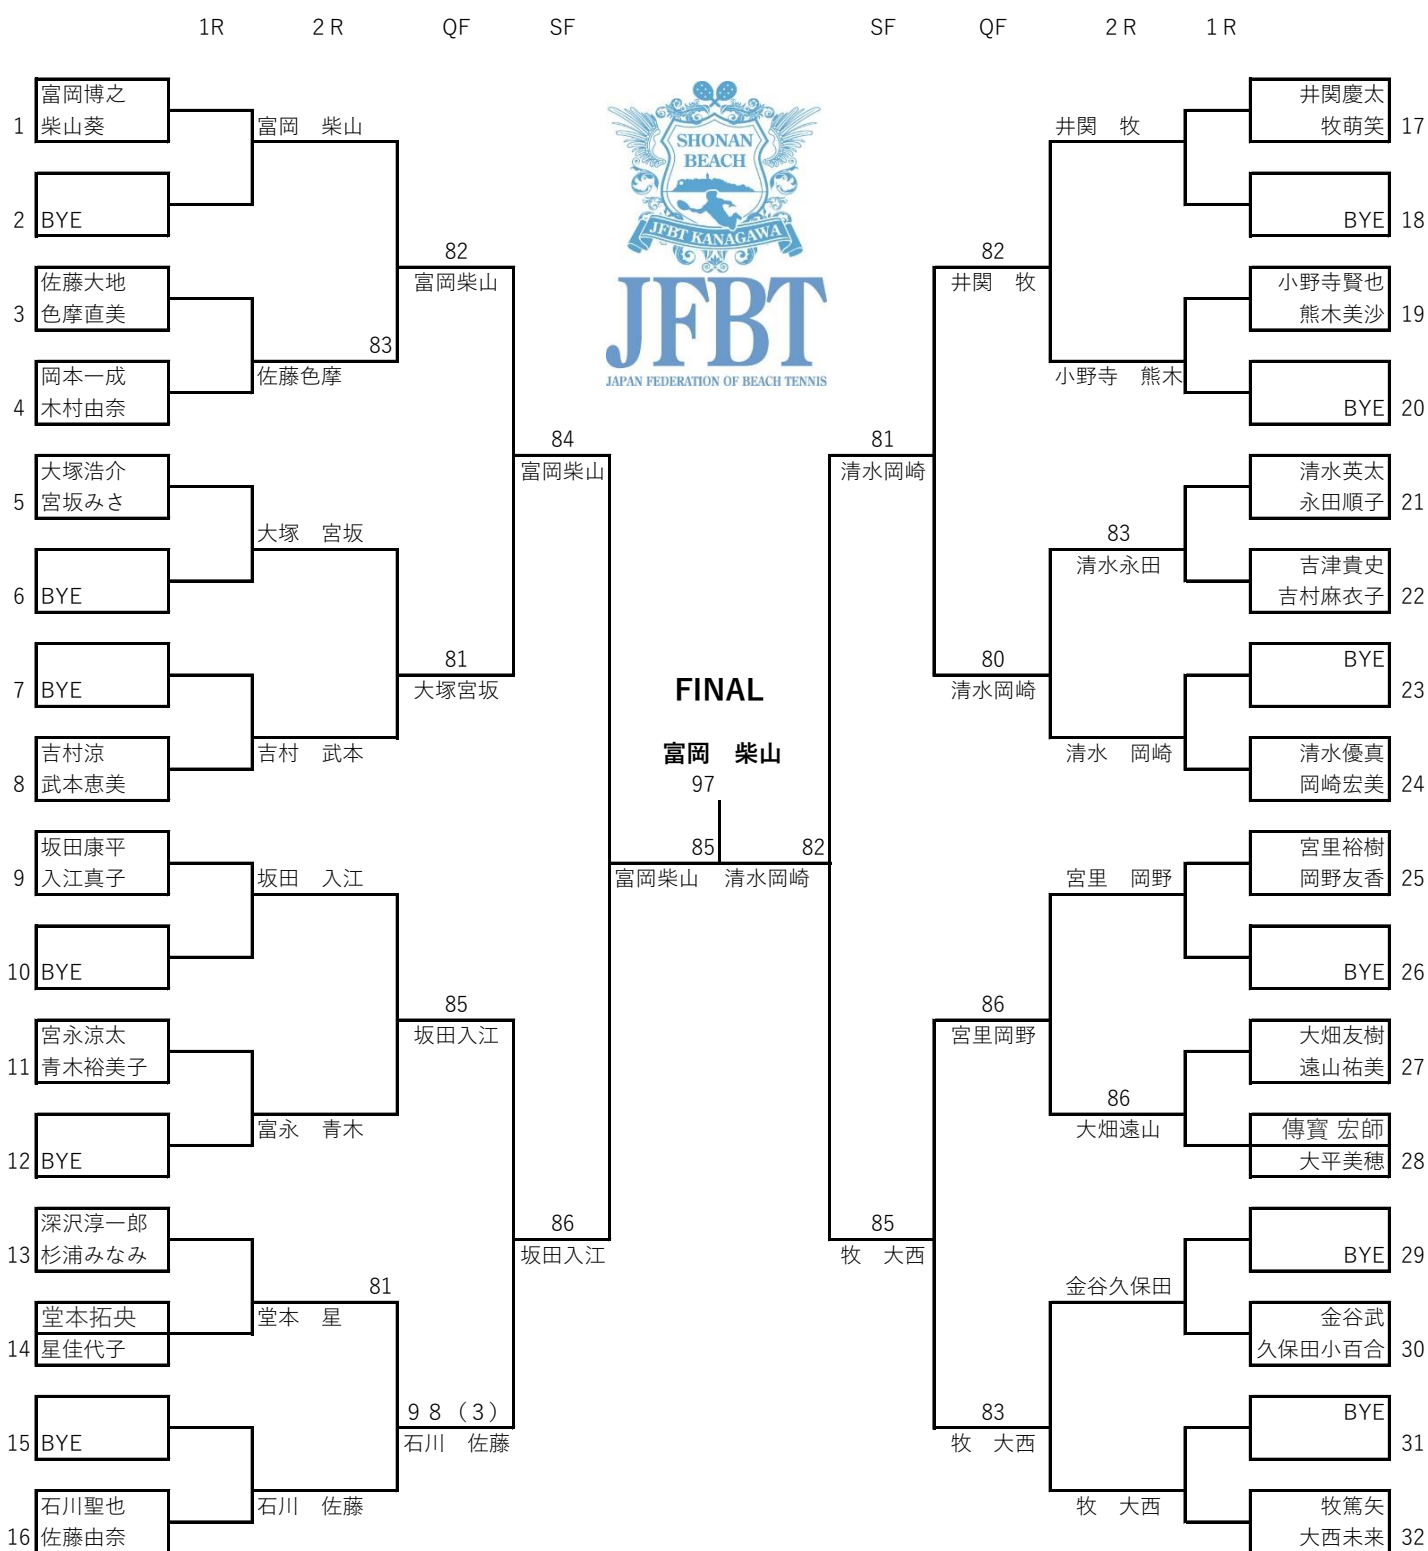 1R 2R QF SF SF QF 2R 1R
富岡博之
1 柴山葵
2 BYE
佐藤大地
3 色摩直美
岡本一成
4 木村由奈
大塚浩介
5 宮坂みさ
6 BYE
7 BYE
吉村涼
8 武本恵美
坂田康平
9 入江真子
10 BYE
宮永涼太
11 青木裕美子
12 BYE
深沢淳一郎
13 杉浦みなみ
堂本拓央
14 星佳代子
15 BYE
石川聖也
16 佐藤由奈
富岡 柴山
83
佐藤色摩
大塚 宮坂
吉村 武本
坂田 入江
富永 青木
81
堂本 星
石川 佐藤
82
富岡柴山
81
大塚宮坂
85
坂田入江
98（3）
石川 佐藤
84
富岡柴山
86
坂田入江
SHONAN
BEACH
JFBT KANAGAWA
JFBT
JAPAN FEDERATION OF BEACH TENNIS
FINAL
富岡 柴山
97
85 82
富岡柴山 清水岡崎
81
清水岡崎
85
牧 大西
82
井関 牧
80
清水岡崎
86
宮里岡野
83
牧 大西
井関 牧
小野寺 熊木
83
清水永田
清水 岡崎
宮里 岡野
86
大畑遠山
金谷久保田
牧 大西
井関慶太
牧萌笑 17
BYE 18
小野寺賢也
熊木美沙 19
BYE 20
清水英太
永田順子 21
吉津貴史
吉村麻衣子 22
BYE
23
清水優真
岡崎宏美 24
宮里裕樹
岡野友香 25
BYE 26
大畑友樹
遠山祐美 27
傳寳 宏師
大平美穂 28
BYE 29
金谷武
久保田小百合 30
BYE
31
牧篤矢
大西未来 32